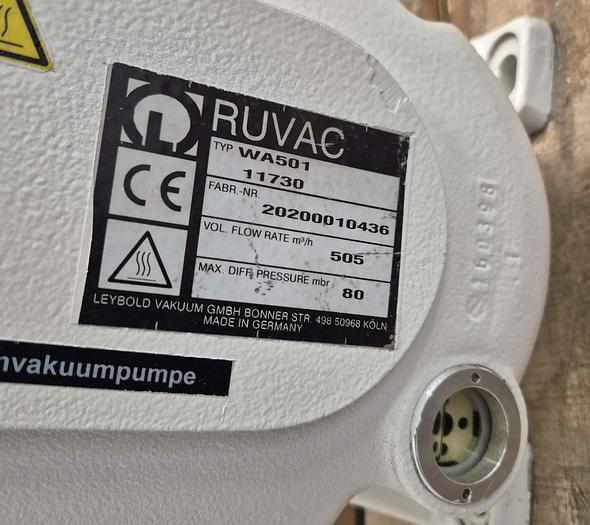 RUVAC
TYP WA501
11730
FABR.-NR.
20200010436
VOL. FLOW RATE m³/h
505
MAX. DIFF. PRESSURE mbr
80
CE
LEYBOLD VAKUUM GMBH BONNER STR. 498 50968 KÖLN
MADE IN GERMANY
nvakuumpumpe